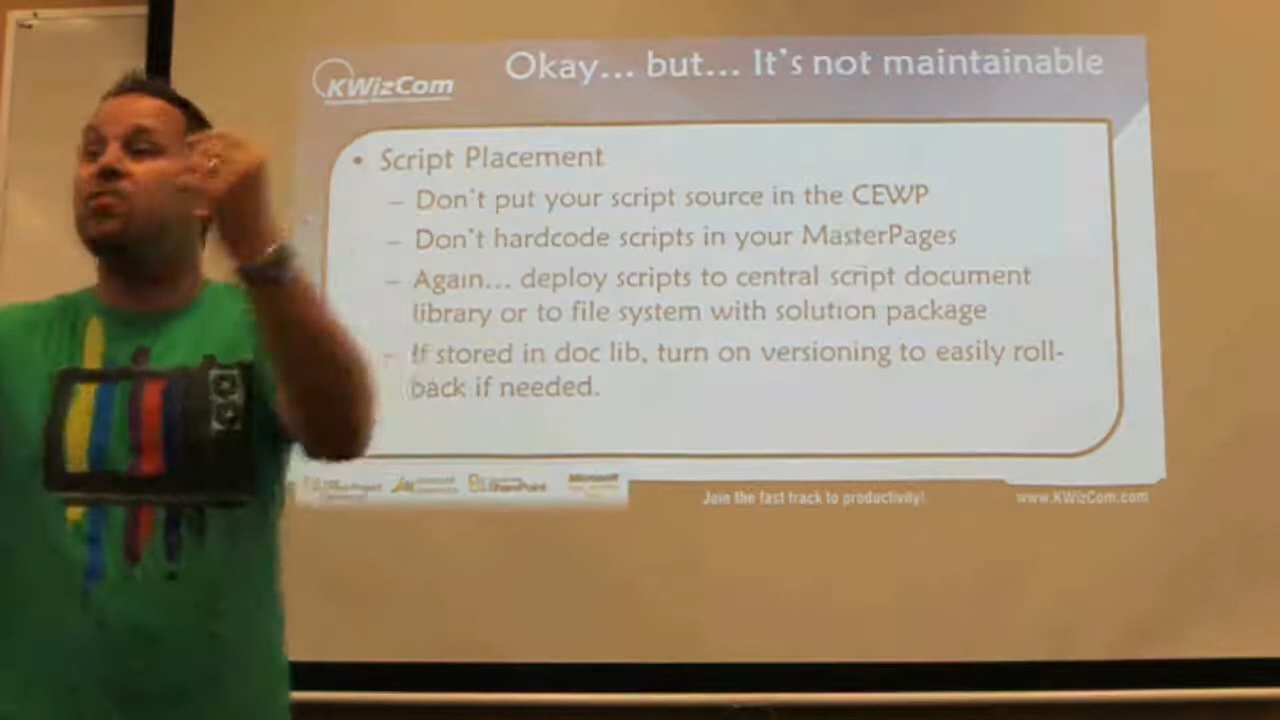 KWizCom
Okay... but... It's not maintainable
• Script Placement
– Don't put your script source in the CEWP
– Don't hardcode scripts in your MasterPages
– Again... deploy scripts to central script document
library or to file system with solution package
- If stored in doc lib, turn on versioning to easily roll-
back if needed.
SharePoint
Microsoft
Join the fast track to productivity!
www.KWizCom.com